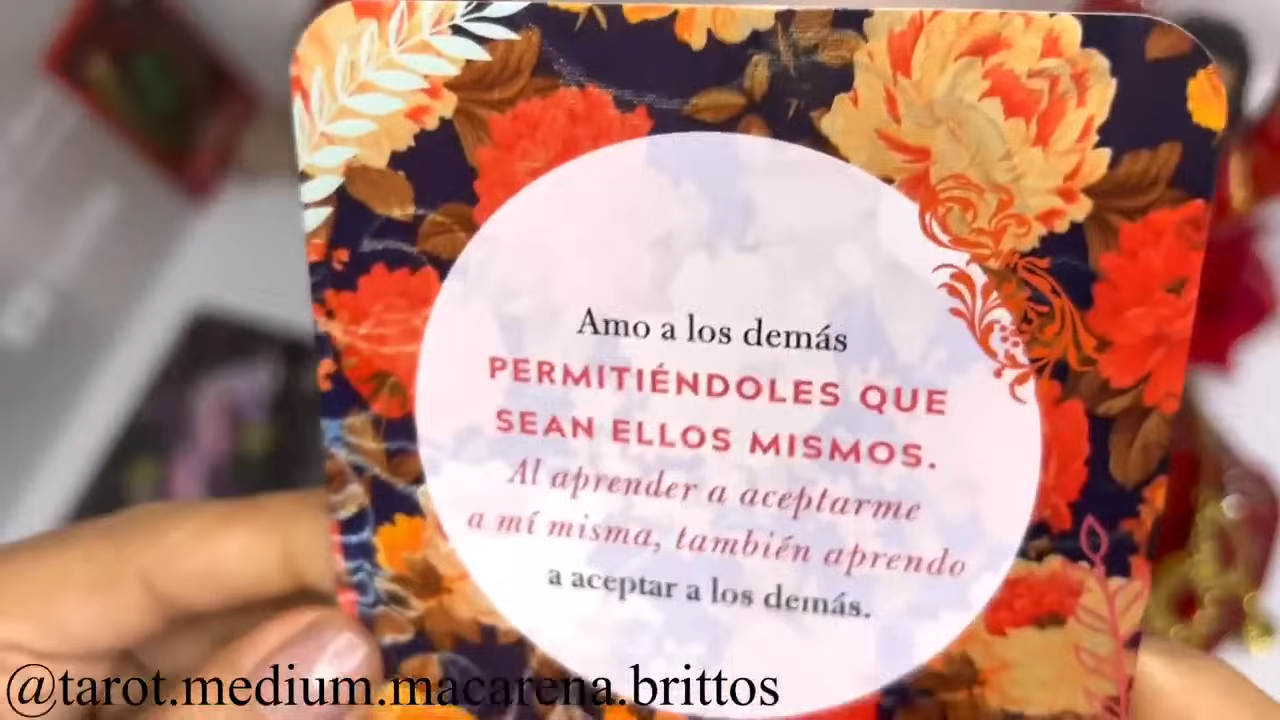 Amo a los demás
PERMITIÉNDOLES QUE
SEAN ELLOS MISMOS.
Al aprender a aceptarme
a mí misma, también aprendo
a aceptar a los demás.
@tarot.medium.macarena.brittos